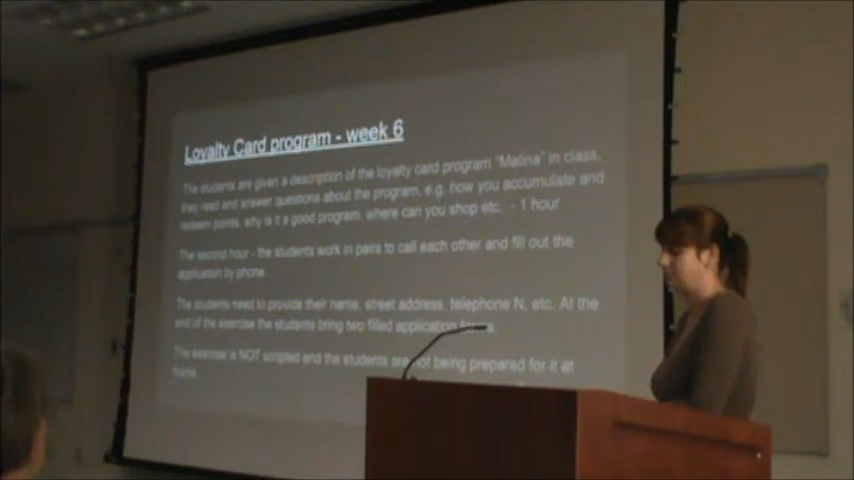 Loyalty Card program - week 6
The students are given a description of the loyalty card program "Malina" in class,
they read and answer questions about the program, e.g. how you accumulate and
redeem points, why is it a good program, where can you shop etc. - 1 hour
The second hour - the students work in pairs to call each other and fill out the
application by phone.
The students need to provide their name, street address, telephone N, etc. At the
end of the exercise the students bring two filled application
The exercise is NOT scripted and the students are not being prepared for it at
home.